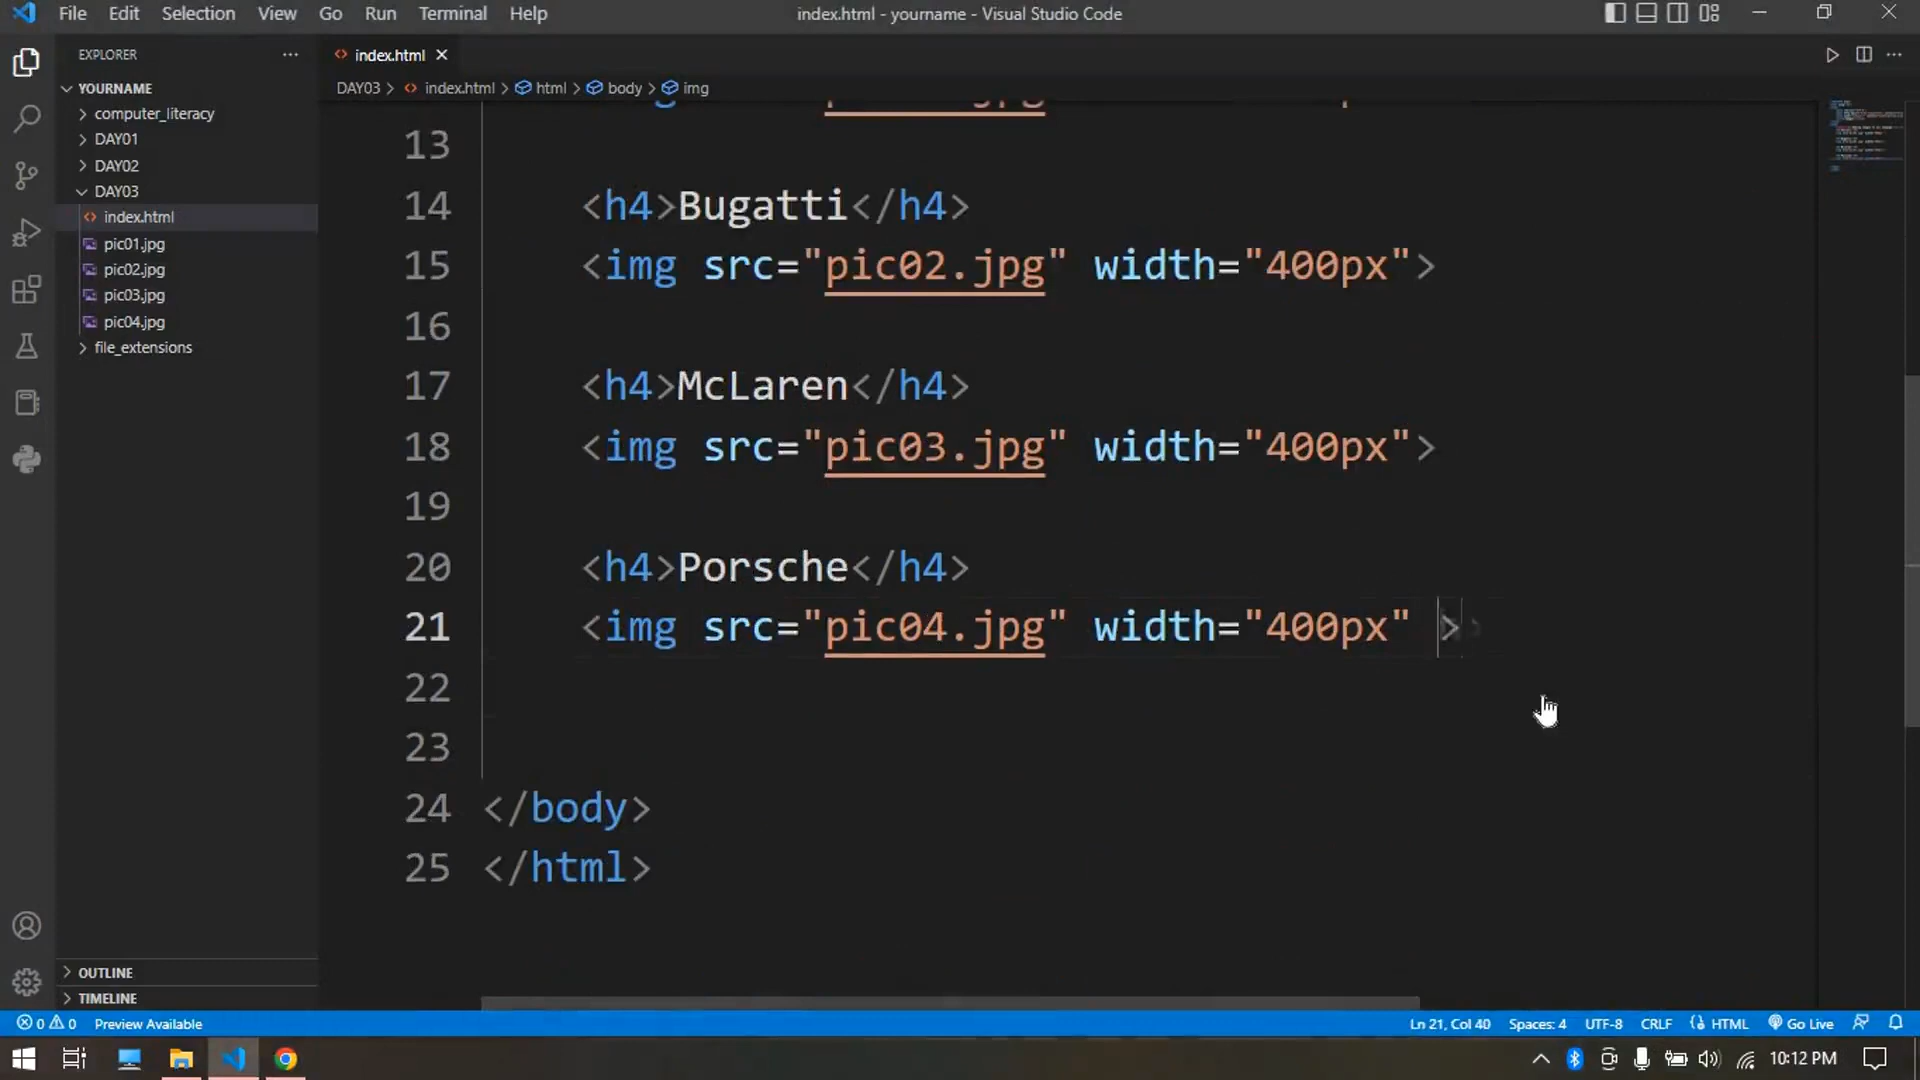 File Edit Selection View Go Run Terminal Help
index.html - yourname - Visual Studio Code
EXPLORER
YOURNAME
computer_literacy
DAY01
DAY02
DAY03
index.html
pic01.jpg
pic02.jpg
pic03.jpg
pic04.jpg
file_extensions
OUTLINE
TIMELINE
index.html
DAY03 > index.html > html > body > img
13
14 <h4>Bugatti</h4>
15 <img src="pic02.jpg" width="400px">
16
17 <h4>McLaren</h4>
18 <img src="pic03.jpg" width="400px">
19
20 <h4>Porsche</h4>
21 <img src="pic04.jpg" width="400px" >
22
23
24 </body>
25 </html>
0 0 Preview Available
Ln 21, Col 40 Spaces: 4 UTF-8 CRLF HTML Go Live
10:12 PM